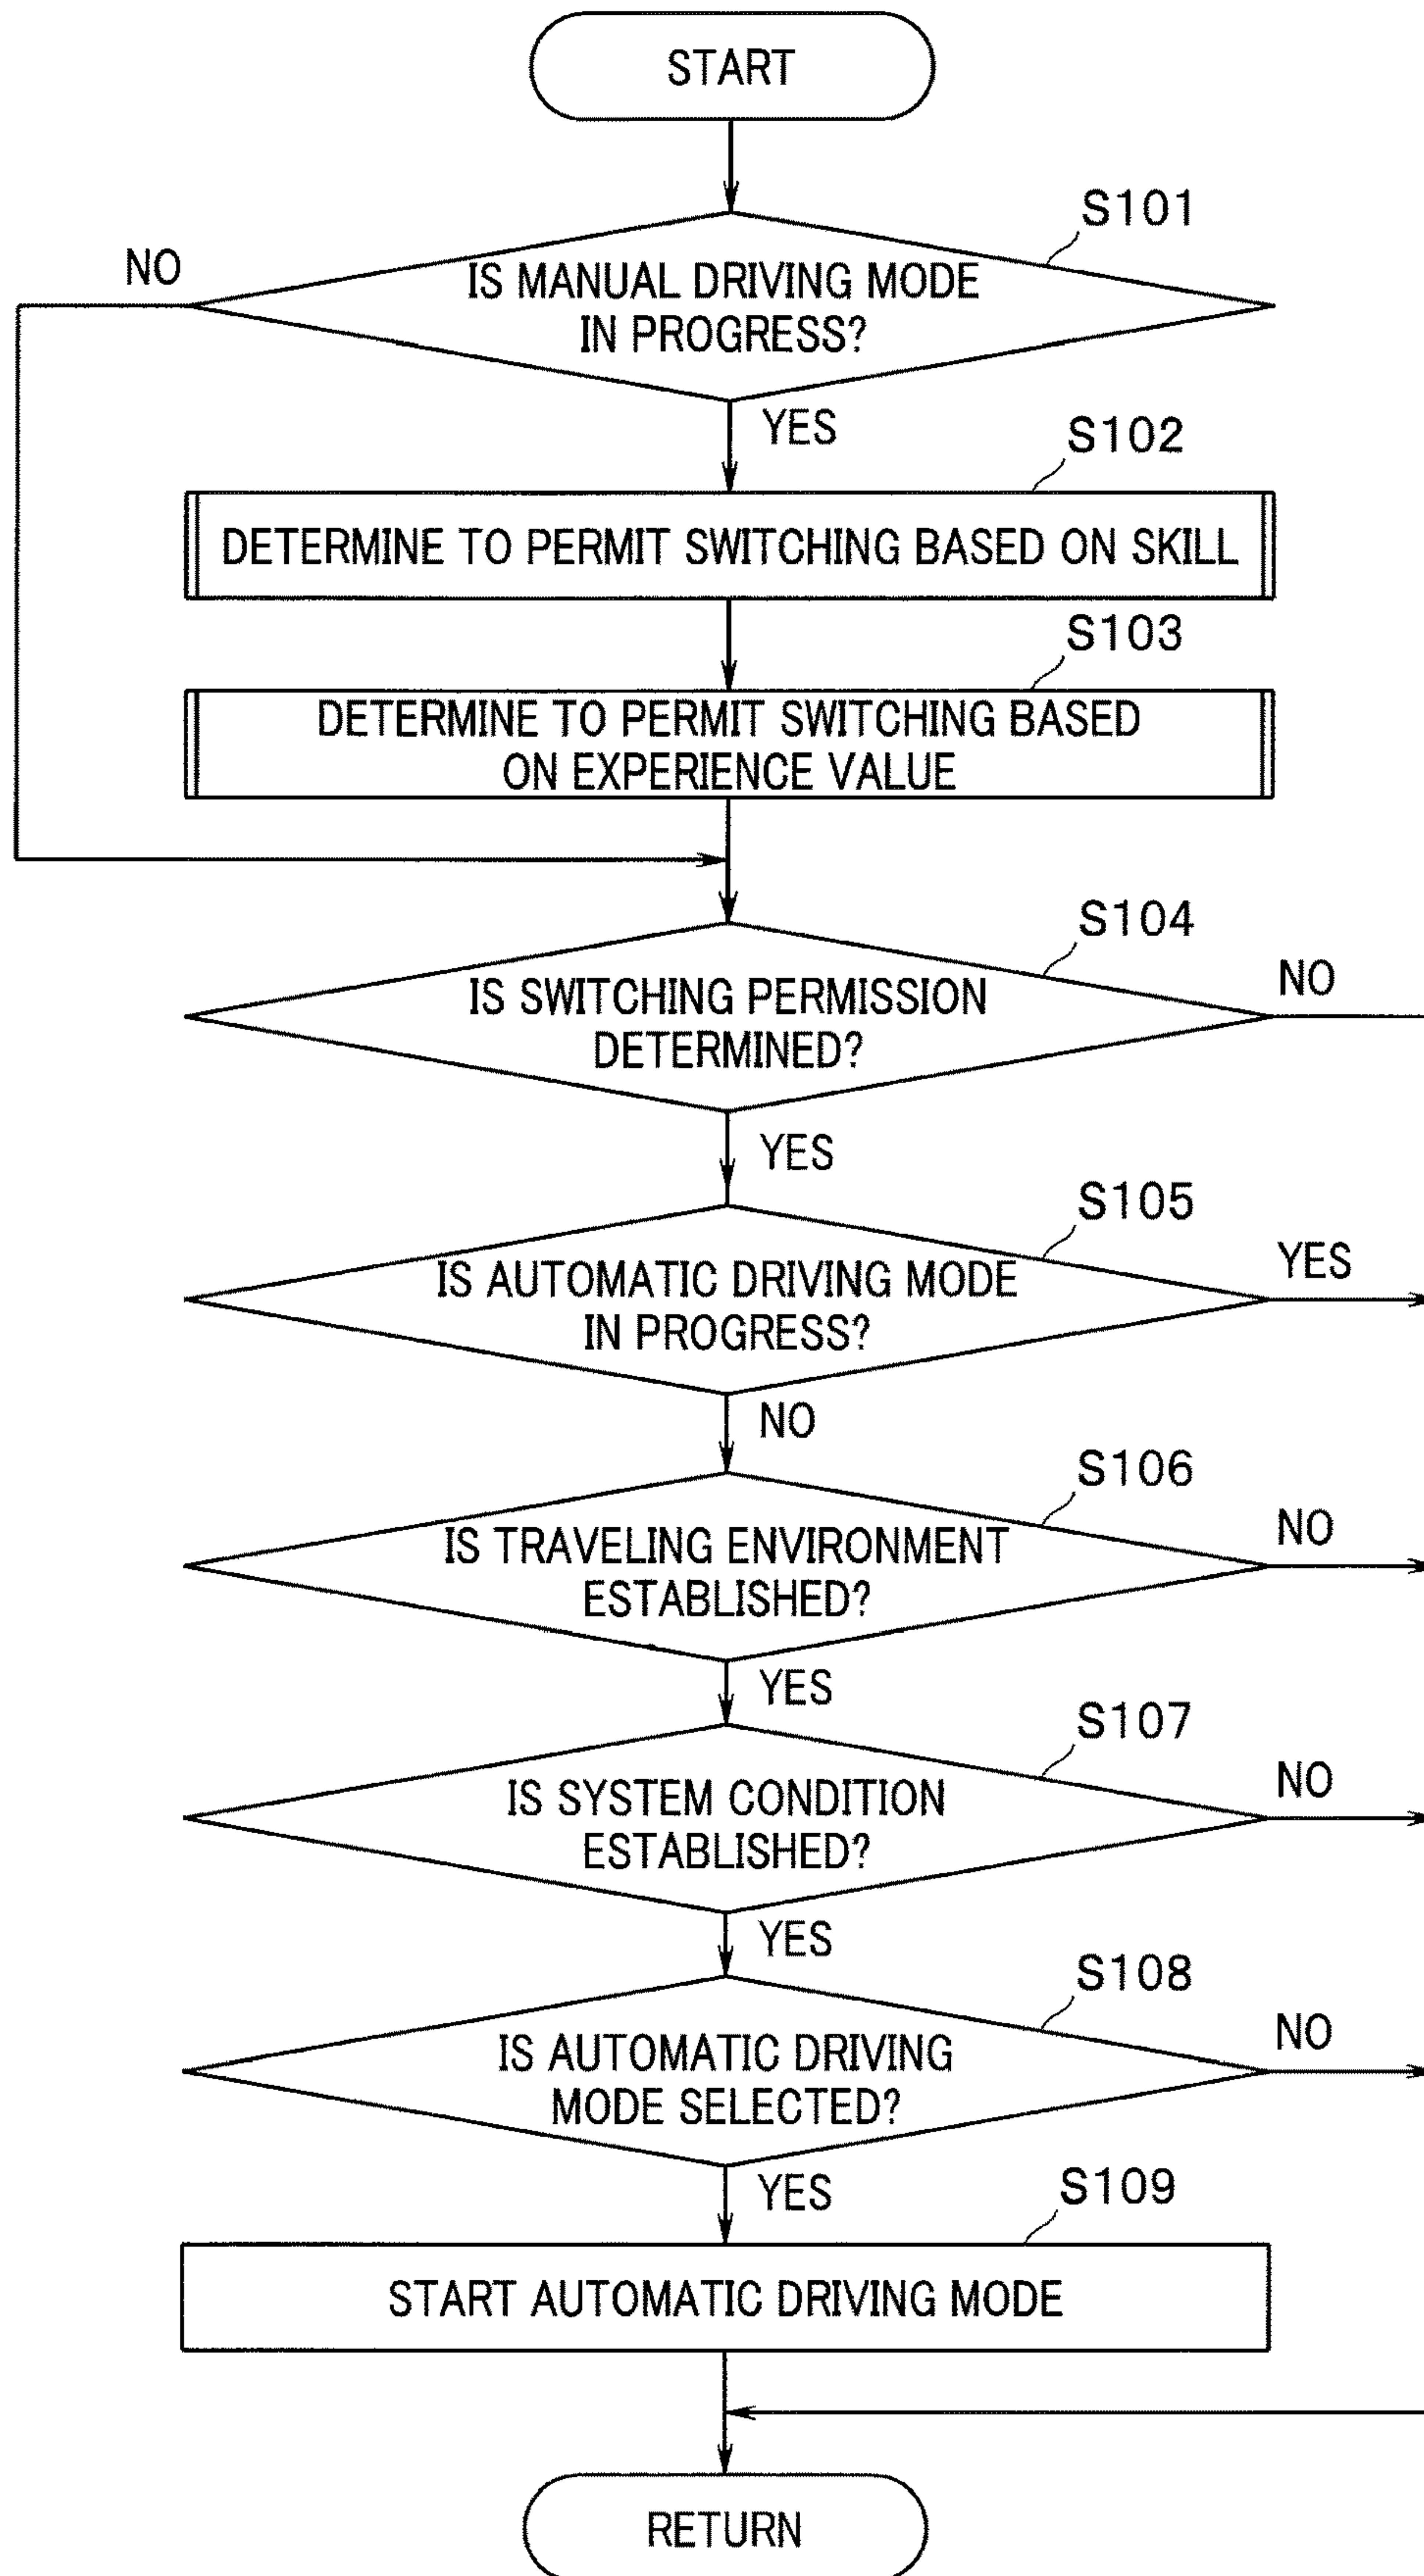 START
S101
NO
IS MANUAL DRIVING MODE
IN PROGRESS?
YES
S102
DETERMINE TO PERMIT SWITCHING BASED ON SKILL
S103
DETERMINE TO PERMIT SWITCHING BASED
ON EXPERIENCE VALUE
S104
NO
IS SWITCHING PERMISSION
DETERMINED?
YES
S105
YES
IS AUTOMATIC DRIVING MODE
IN PROGRESS?
NO
S106
NO
IS TRAVELING ENVIRONMENT
ESTABLISHED?
YES
S107
NO
IS SYSTEM CONDITION
ESTABLISHED?
YES
S108
NO
IS AUTOMATIC DRIVING
MODE SELECTED?
YES
S109
START AUTOMATIC DRIVING MODE
RETURN